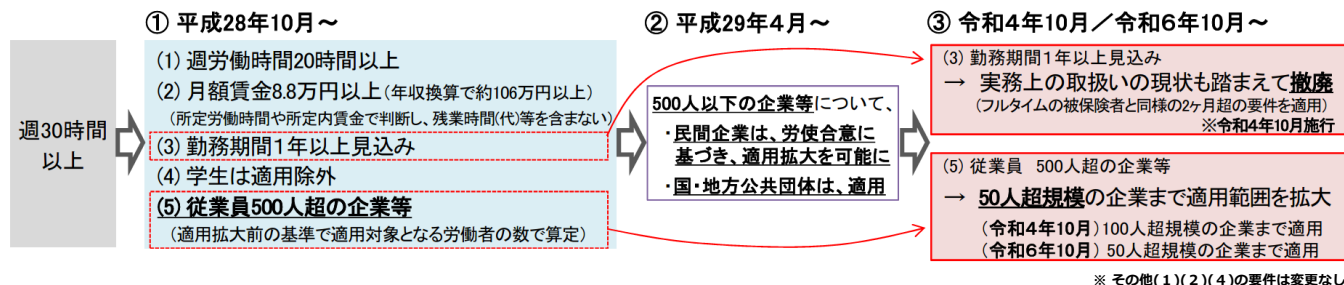 ① 平成28年10月～
② 平成29年4月～
③ 令和4年10月／令和6年10月～
週30時間
以上
(1) 週労働時間20時間以上
(2) 月額賃金8.8万円以上（年収換算で約106万円以上）
（所定労働時間や所定内賃金で判断し、残業時間(代)等を含まない）
(3) 勤務期間1年以上見込み
(4) 学生は適用除外
(5) 従業員500人超の企業等
（適用拡大前の基準で適用対象となる労働者の数で算定）
500人以下の企業等について、
・民間企業は、労使合意に
基づき、適用拡大を可能に
・国・地方公共団体は、適用
(3) 勤務期間1年以上見込み
→ 実務上の取扱いの現状も踏まえて撤廃
（フルタイムの被保険者と同様の2ヶ月超の要件を適用）
※令和4年10月施行
(5) 従業員 500人超の企業等
→ 50人超規模の企業まで適用範囲を拡大
（令和4年10月）100人超規模の企業まで適用
（令和6年10月） 50人超規模の企業まで適用
※ その他(1)(2)(4)の要件は変更なし